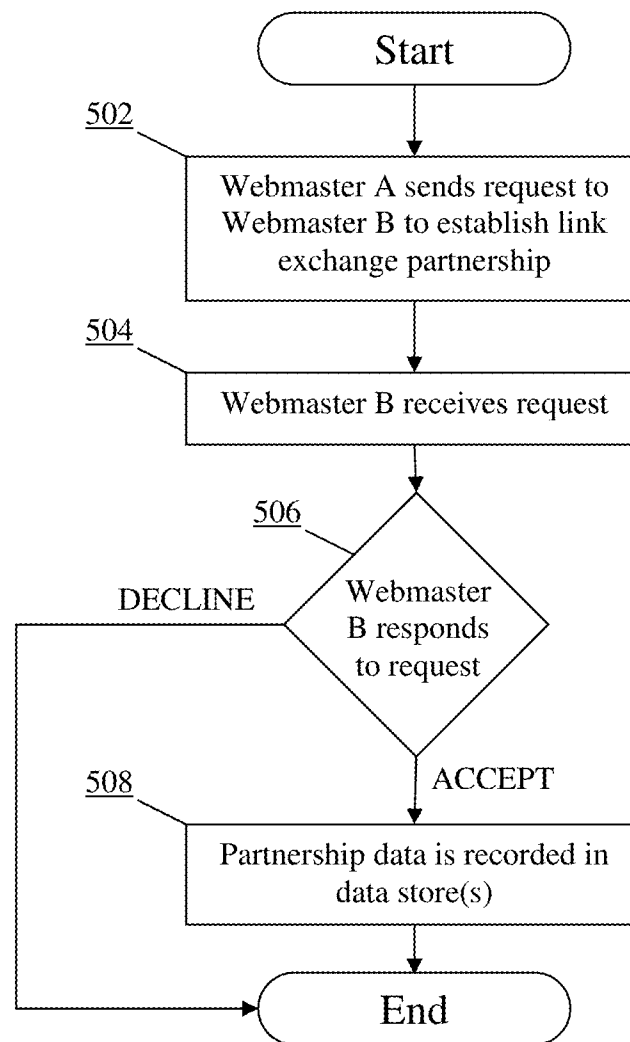 Start
502
Webmaster A sends request to
Webmaster B to establish link
exchange partnership
504
Webmaster B receives request
506
DECLINE
Webmaster
B responds
to request
ACCEPT
508
Partnership data is recorded in
data store(s)
End